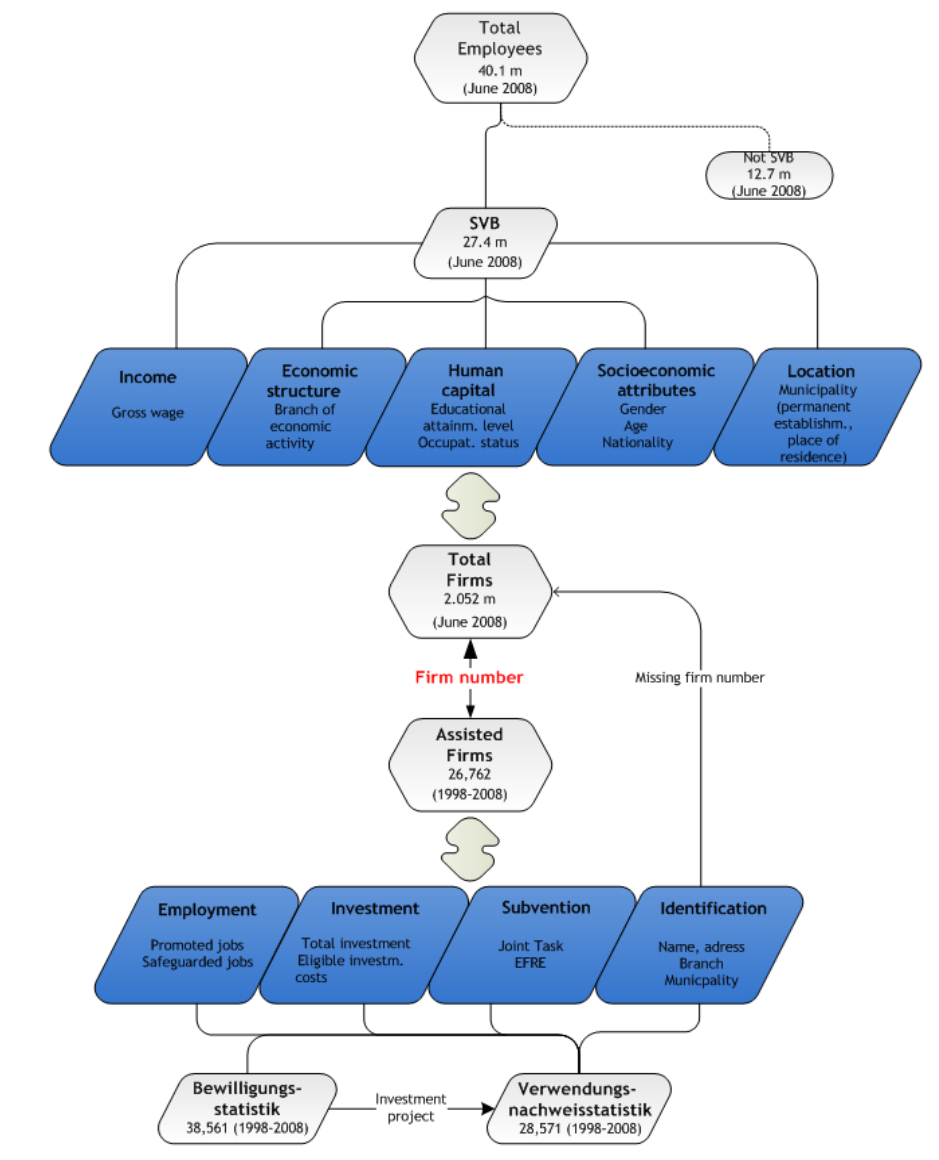 Total
Employees
40.1 m
(June 2008)
Not SVB
12.7 m
(June 2008)
SVB
27.4 m
(June 2008)
Income
Gross wage
Economic
structure
Branch of
economic
activity)
Human
capital
Educational
attainm. level
Occupat. status
Socioeconomic
attributes
Gender
Age
Nationality
Location
Municipality
(permanent
establishm.,
place of
residence)
Total
Firms
2.052 m
(June 2008)
Firm number
Missing firm number
Assisted
Firms
26,762
(1998-2008)
Employment
Promoted jobs
Safeguarded jobs
Investment
Total investment
Eligible investm.
costs
Subvention
Joint Task
EFRE
Identification
Name, adress
Branch
Municpality
Bewilligungs-
statistik
38,561 (1998-2008)
Investment
project
Verwendungs-
nachweisstatistik
28,571 (1998-2008)